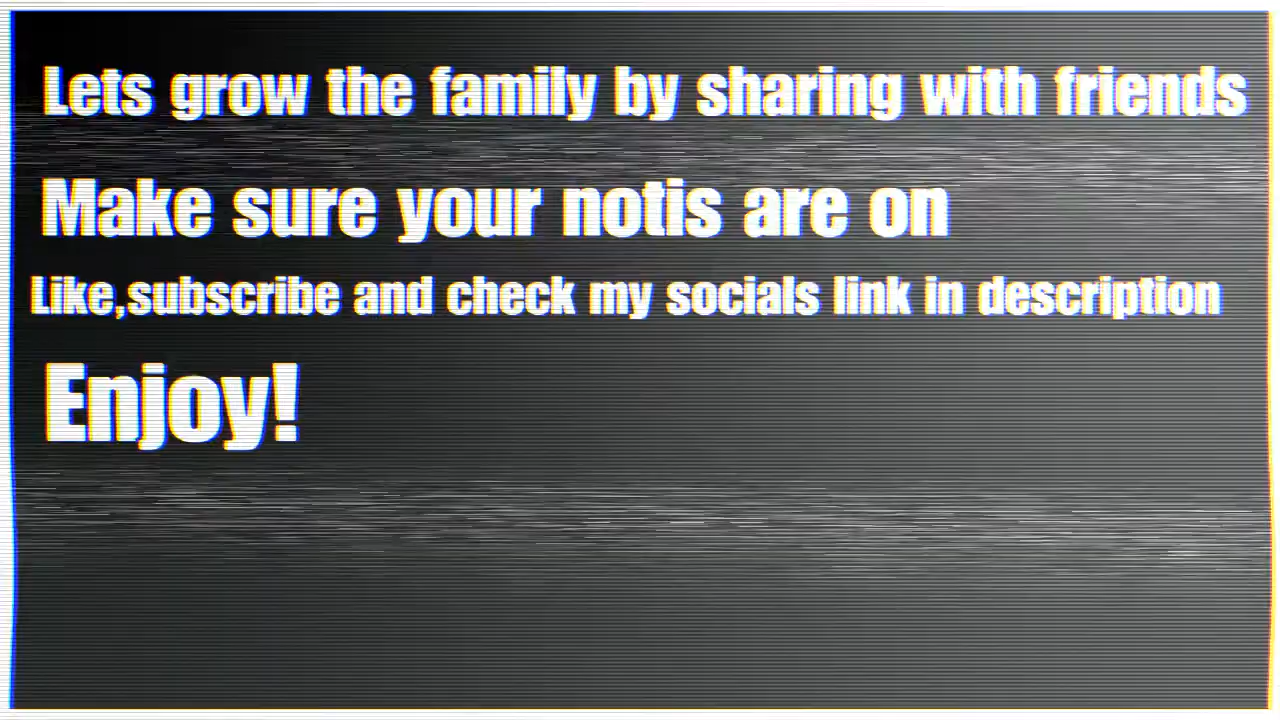 Lets grow the family by sharing with friends
Make sure your notis are on
Like,subscribe and check my socials link in description
Enjoy!